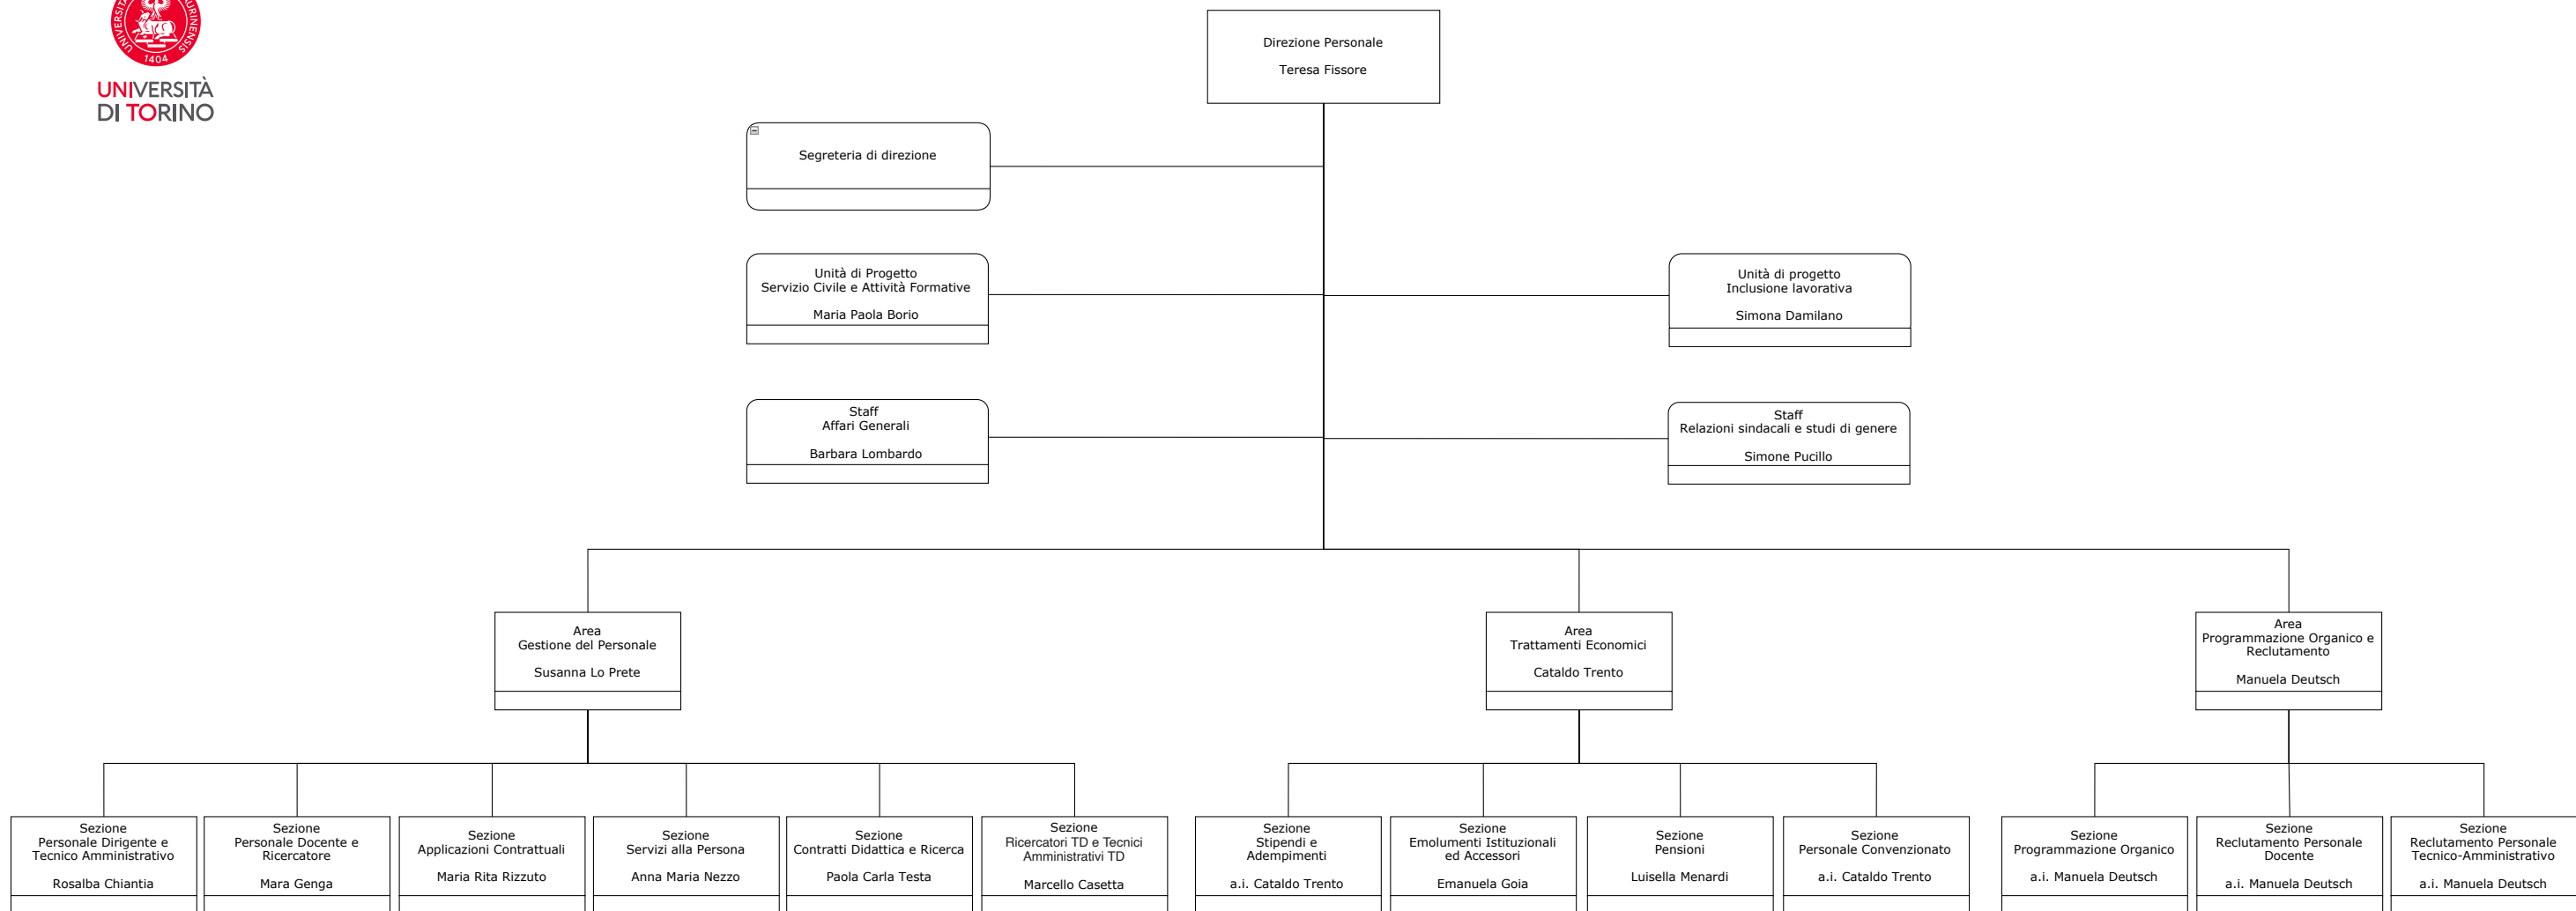 1404
UNIVERSITÀ
DI TORINO
Direzione Personale
Teresa Fissore
Segreteria di direzione
Unità di Progetto
Servizio Civile e Attività Formative
Maria Paola Borio
Unità di progetto
Inclusione lavorativa
Simona Damilano
Staff
Affari Generali
Barbara Lombardo
Staff
Relazioni sindacali e studi di genere
Simone Pucillo
Area
Gestione del Personale
Susanna Lo Prete
Area
Trattamenti Economici
Cataldo Trento
Area
Programmazione Organico e
Reclutamento
Manuela Deutsch
Sezione
Personale Dirigente e
Tecnico Amministrativo
Rosalba Chiantia
Sezione
Personale Docente e
Ricercatore
Mara Genga
Sezione
Applicazioni Contrattuali
Maria Rita Rizzuto
Sezione
Servizi alla Persona
Anna Maria Nezzo
Sezione
Contratti Didattica e Ricerca
Paola Carla Testa
Sezione
Ricercatori TD e Tecnici
Amministrativi TD
Marcello Casetta
Sezione
Stipendi e
Adempimenti
a.i. Cataldo Trento
Sezione
Emolumenti Istituzionali
ed Accessori
Emanuela Goia
Sezione
Pensioni
Luisella Menardi
Sezione
Personale Convenzionato
a.i. Cataldo Trento
Sezione
Programmazione Organico
a.i. Manuela Deutsch
Sezione
Reclutamento Personale
Docente
a.i. Manuela Deutsch
Sezione
Reclutamento Personale
Tecnico-Amministrativo
a.i. Manuela Deutsch